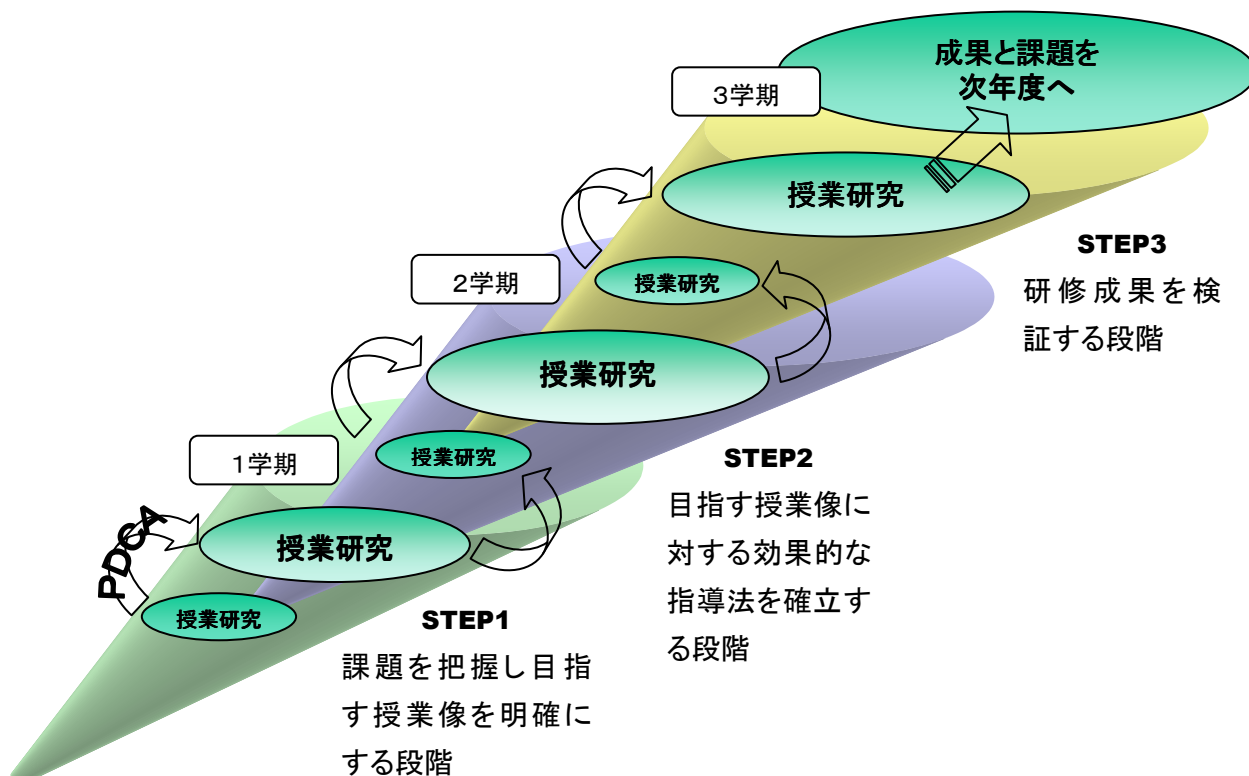 成果と課題を
次年度へ
3学期
授業研究
STEP3
研修成果を検
証する段階
2学期
授業研究
授業研究
1学期
授業研究
STEP2
目指す授業像に
対する効果的な
指導法を確立す
る段階
PDCA
授業研究
授業研究
STEP1
課題を把握し目指
す授業像を明確に
する段階